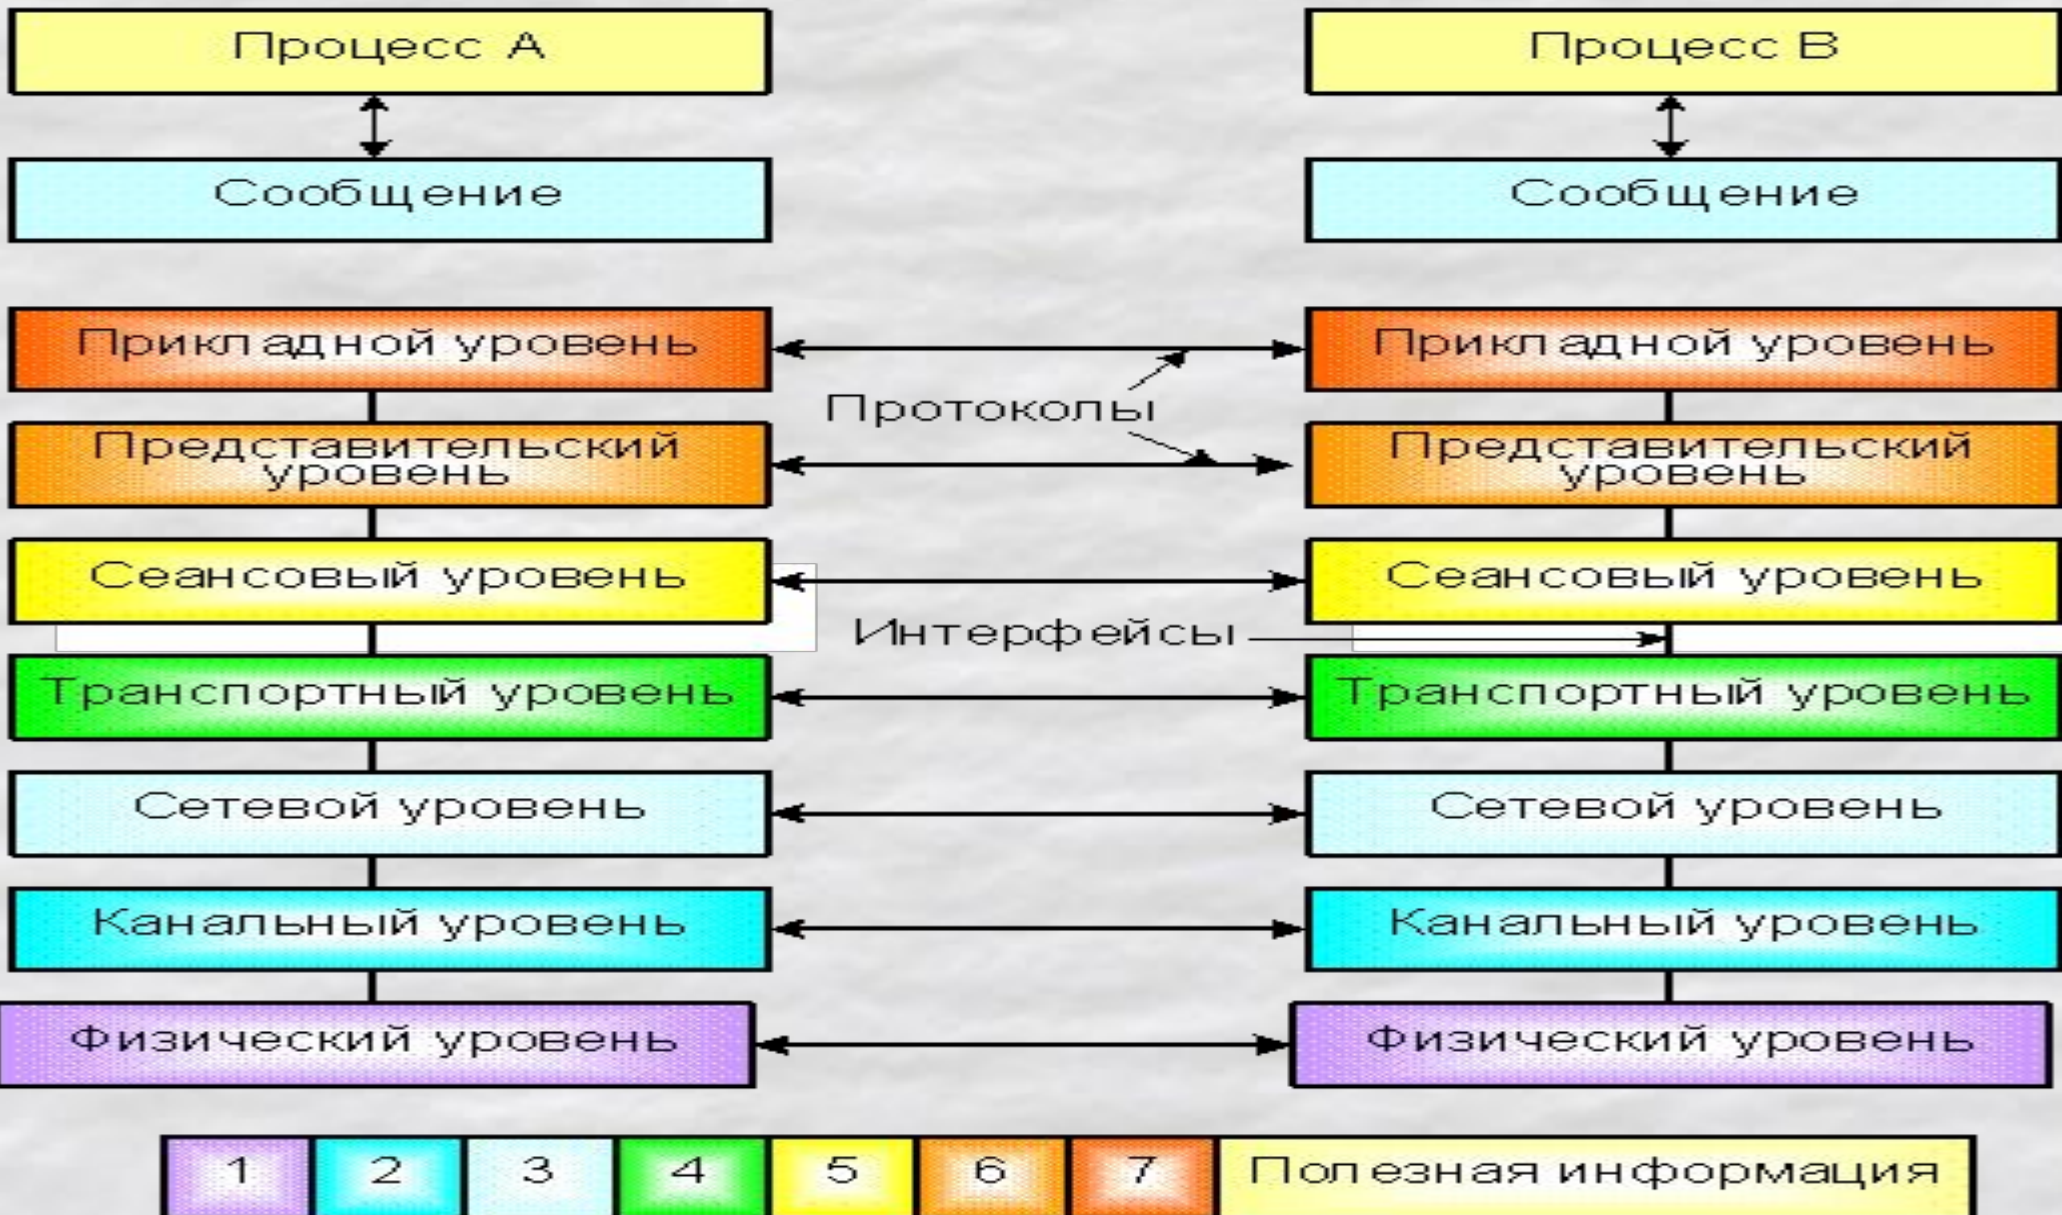 Процесс А
Процесс В
Сообщение
Сообщение
Прикладной уровень
Прикладной уровень
Протоколы
Представительский
уровень
Представительский
уровень
Сеансовый уровень
Сеансовый уровень
Интерфейсы
Транспортный уровень
Транспортный уровень
Сетевой уровень
Сетевой уровень
Канальный уровень
Канальный уровень
Физический уровень
Физический уровень
1 2 3 4 5 6 7 Полезная информация